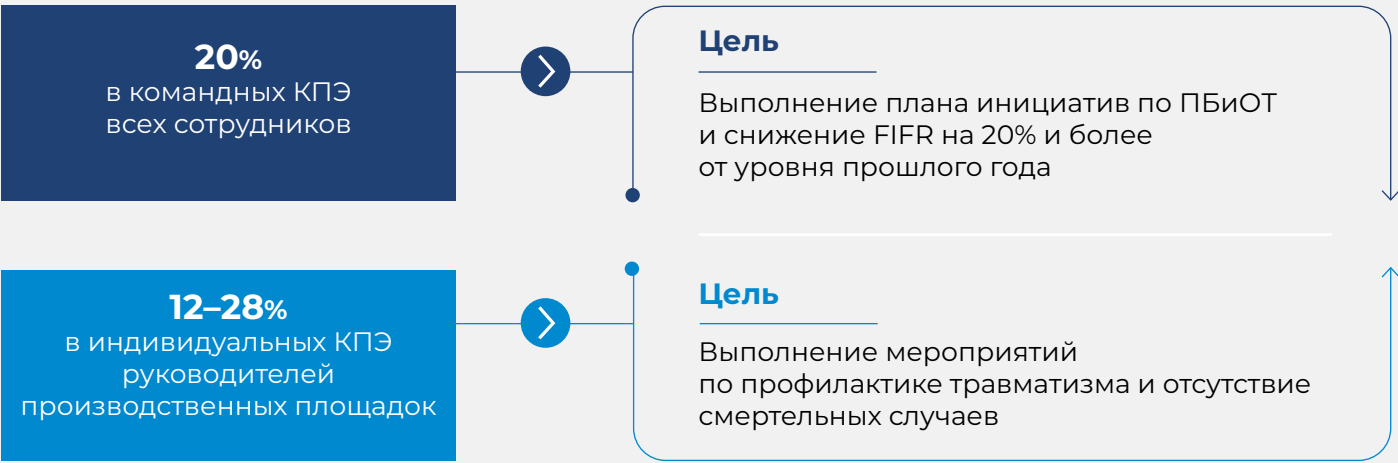 20%
в командных КПЭ
всех сотрудников
Цель
Выполнение плана инициатив по ПБиОТ
и снижение FIFR на 20% и более
от уровня прошлого года
12–28%
в индивидуальных КПЭ
руководителей
производственных площадок
Цель
Выполнение мероприятий
по профилактике травматизма и отсутствие
смертельных случаев